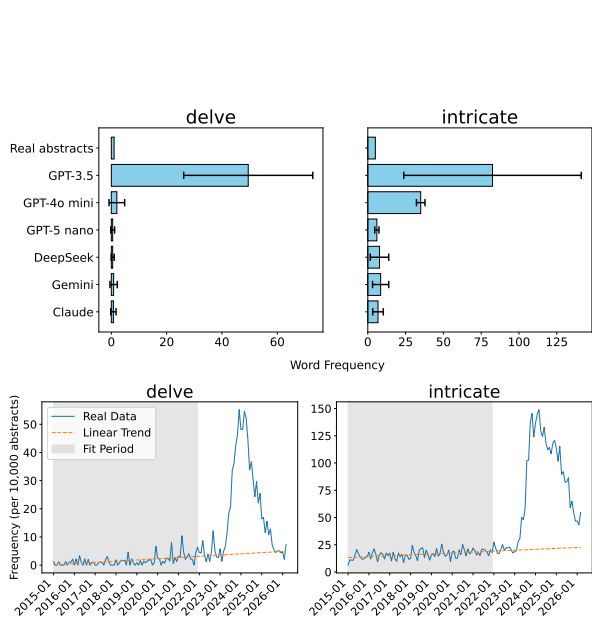 delve
intricate
Real abstracts
GPT-3.5
GPT-4o mini
GPT-5 nano
DeepSeek
Gemini
Claude
0 20 40 60
0 25 50 75 100 125
Word Frequency
delve
intricate
Frequency (per 10,000 abstracts)
50
40
30
20
10
0
Real Data
Linear Trend
Fit Period
150
125
100
75
50
25
0
2015-01 2016-01 2017-01 2018-01 2019-01 2020-01 2021-01 2022-01 2023-01 2024-01 2025-01 2026-01
2015-01 2016-01 2017-01 2018-01 2019-01 2020-01 2021-01 2022-01 2023-01 2024-01 2025-01 2026-01